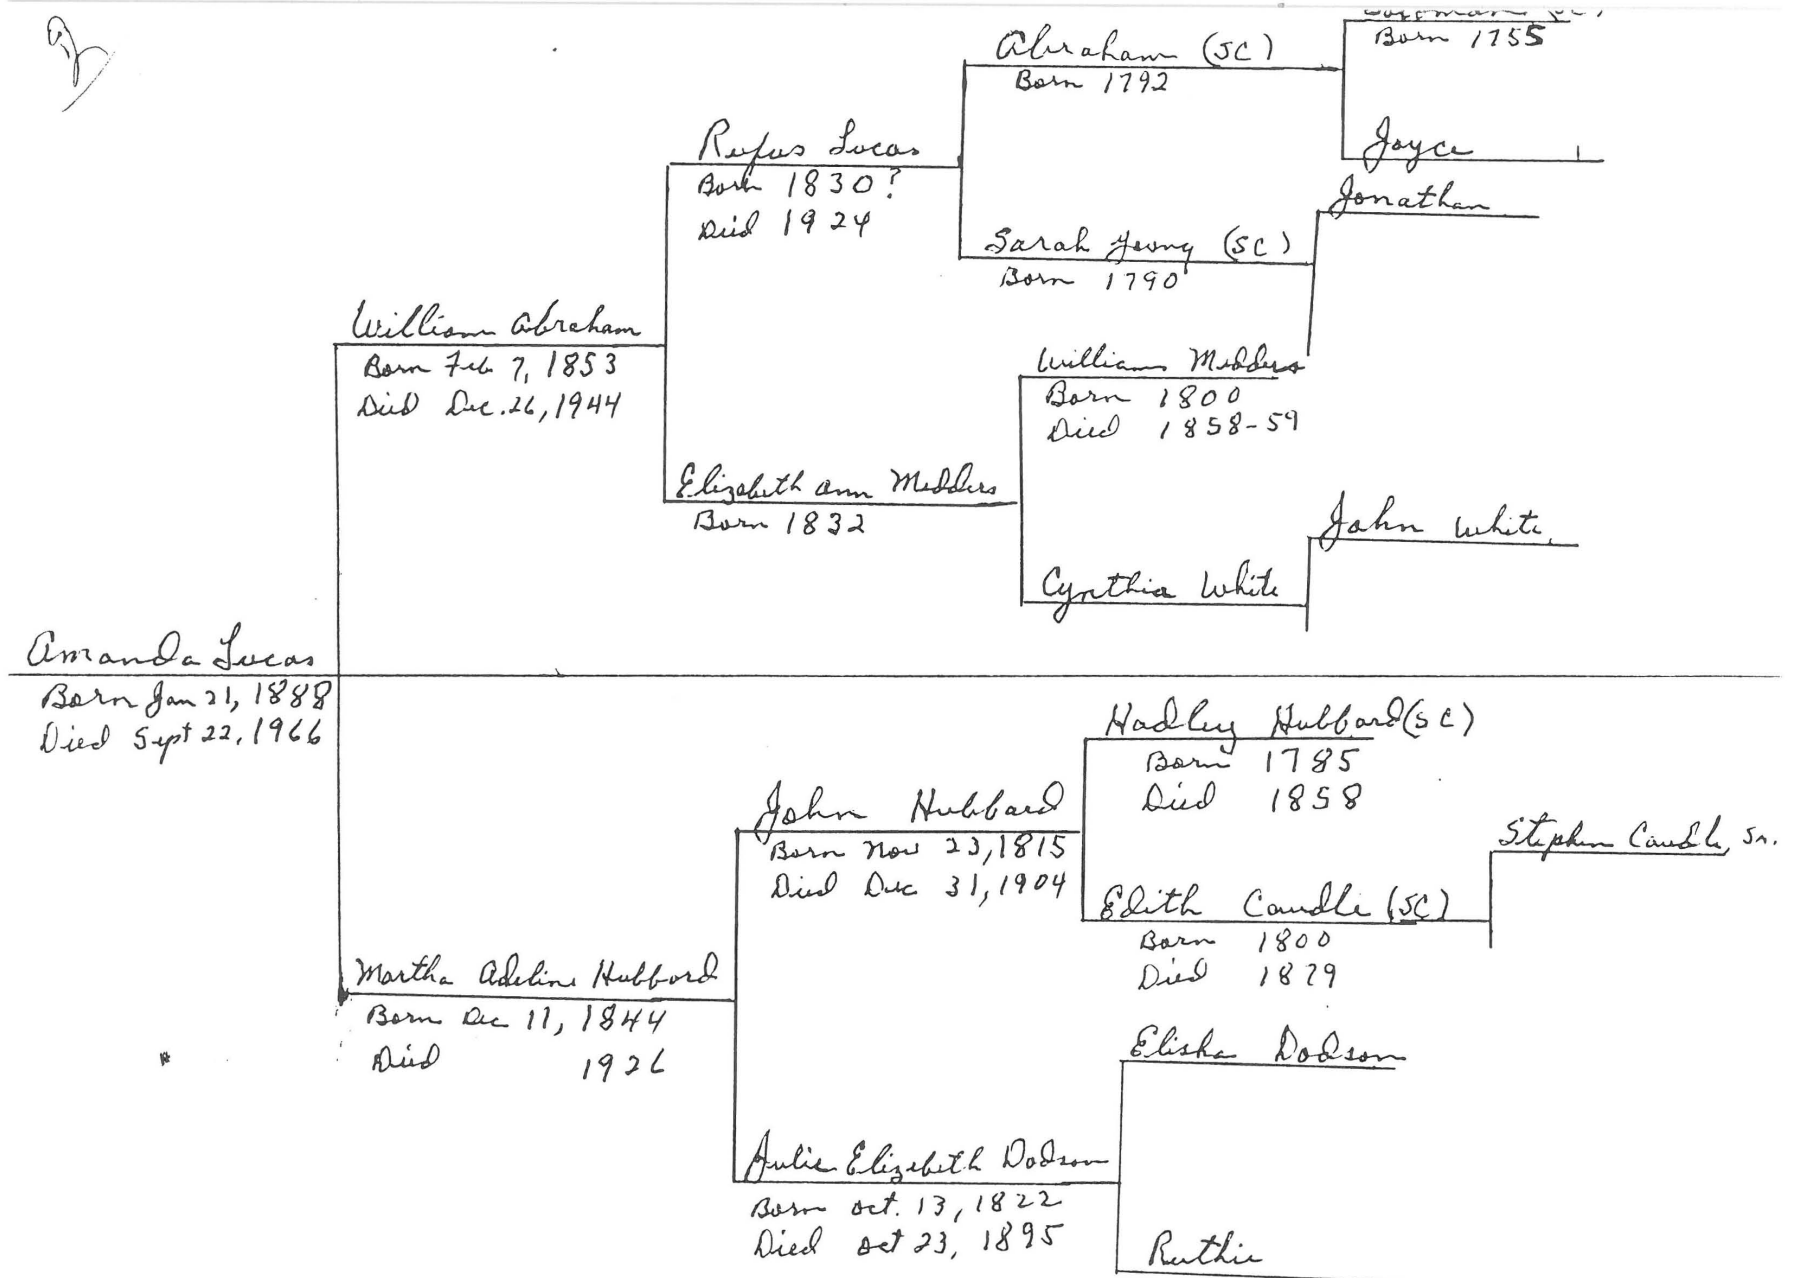 Born 1755
Abraham (SC)
Born 1792
Joyce
Rufus Lucas
Born 1830?
Died 1924
Jonathan
Sarah Young (SC)
Born 1790
William Abraham
Born Feb 7, 1853
Died Dec. 26, 1944
William Medders
Born 1800
Died 1858-59
Elizabeth Ann Medders
Born 1832
John White
Cynthia White
Amanda Lucas
Born Jan 21, 1888
Died Sept 22, 1966
Hadley Hubbard (SC)
Born 1785
Died 1858
John Hubbard
Born Nov 23, 1815
Died Dec 31, 1904
Stephen Caudle, Sr.
Edith Caudle (SC)
Born 1800
Died 1879
Martha Adeline Hubbard
Born Dec 11, 1844
Died 1926
Elisha Dodson
Julie Elizabeth Dodson
Born Oct. 13, 1822
Died Oct 23, 1895
Ruthie